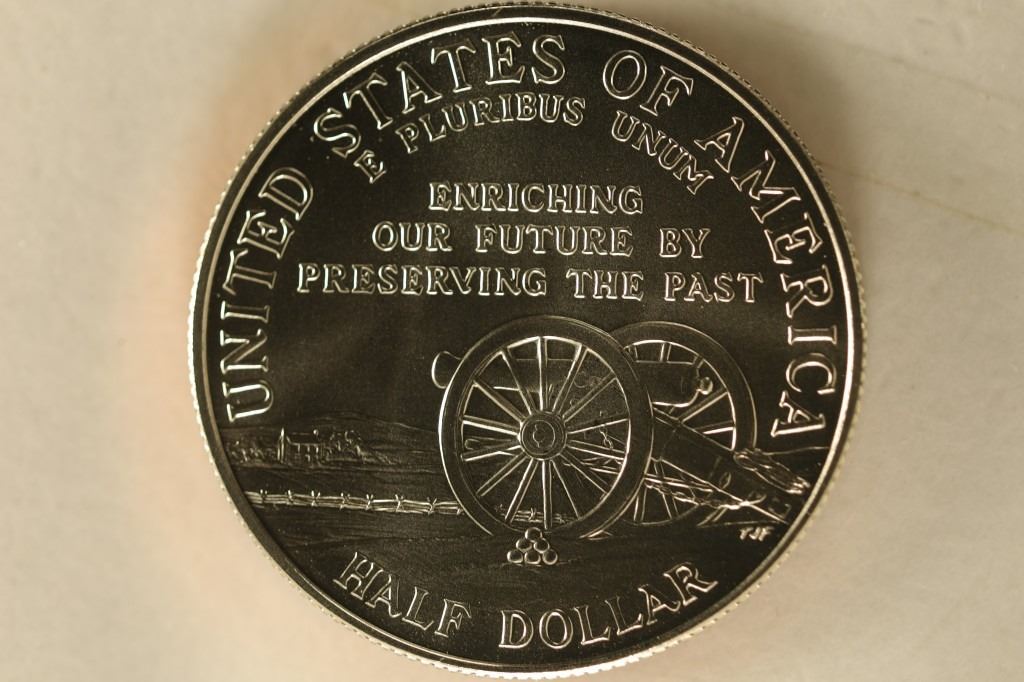 UNITED STATES OF AMERICA
E PLURIBUS UNUM
ENRICHING
OUR FUTURE BY
PRESERVING THE PAST
TJF
HALF DOLLAR